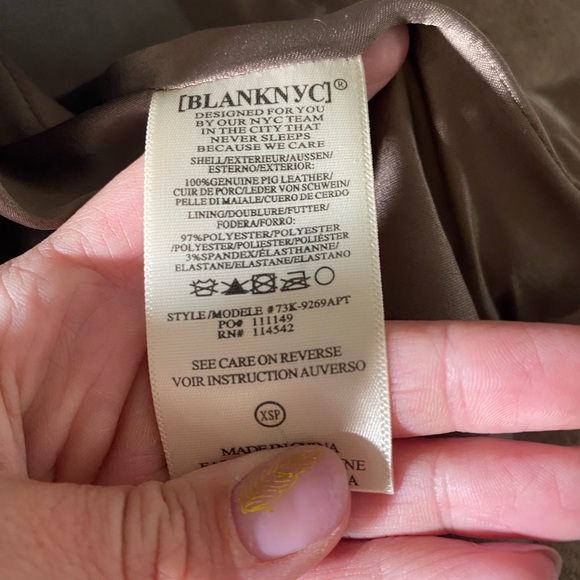 [BLANKNYC]®
DESIGNED FOR YOU
BY OUR NYC TEAM
IN THE CITY THAT
NEVER SLEEPS
BECAUSE WE CARE
SHELL/EXTERIEUR/AUSSEN/
ESTERNO/EXTERIOR:
100%GENUINE PIG LEATHER/
CUIR DE PORC/LEDER VON SCHWEIN/
PELLE DI MAIALE/CUERO DE CERDO
LINING/DOUBLURE/FUTTER/
FODERA/FORRO:
97%POLYESTER/POLYESTER
/POLYESTER/POLIESTER/POLIÉSTER
3%SPANDEX/ÉLASTHANNE/
ELASTANE/ELASTANE/ELASTANO
STYLE/MODELE #73K-9269APT
PO# 111149
RN# 114542
SEE CARE ON REVERSE
VOIR INSTRUCTION AUVERSO
XSP
MADE IN CHINA